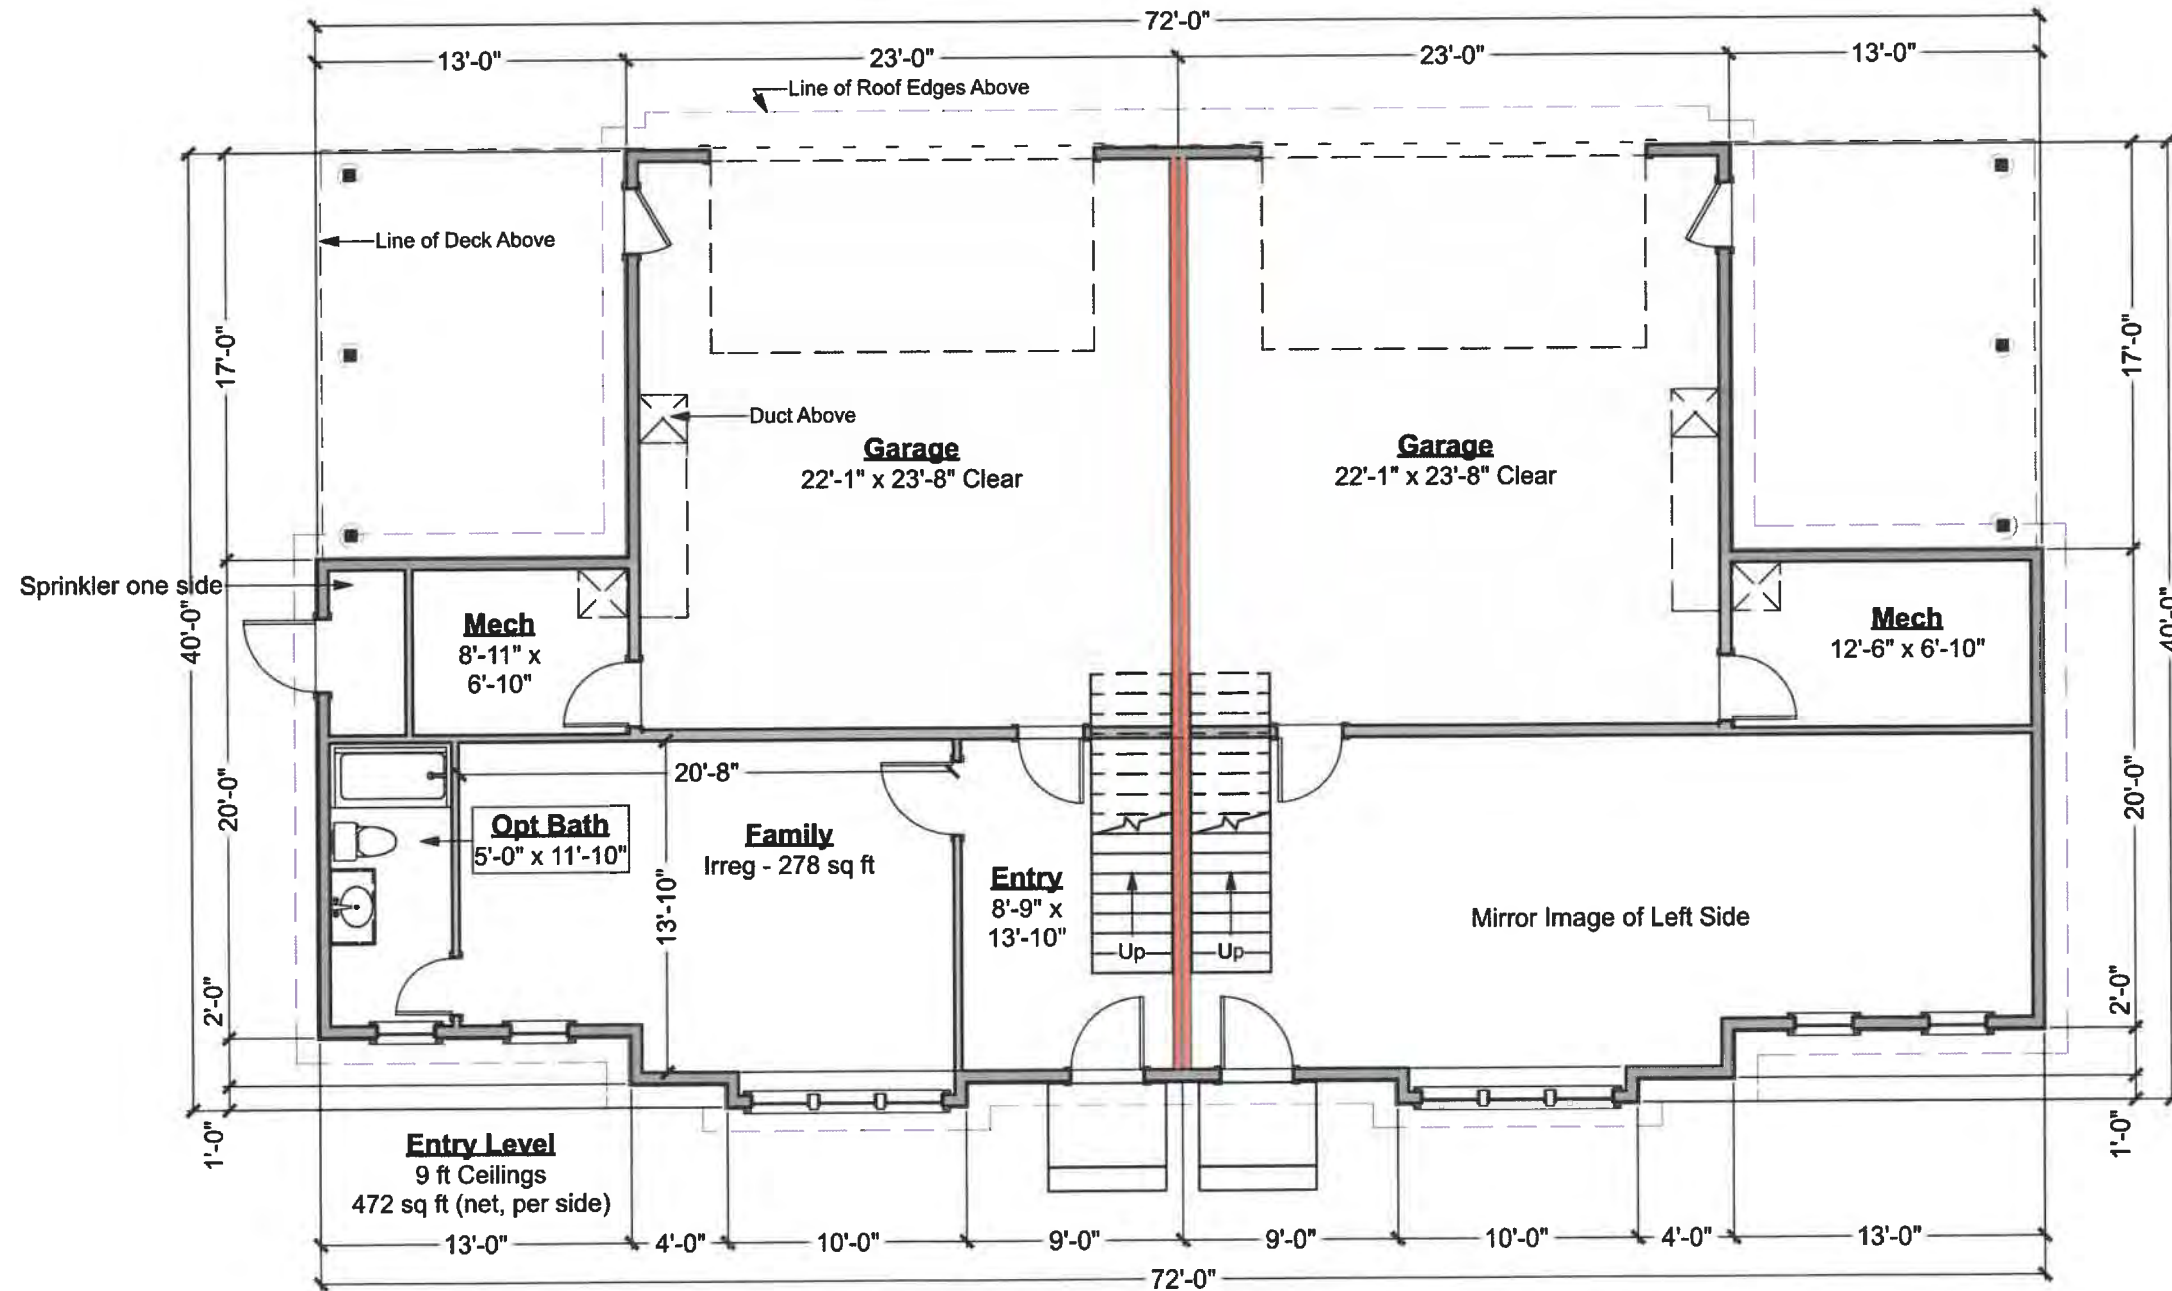 72'-0"
13'-0"
23'-0"
23'-0"
13'-0"
Line of Roof Edges Above
Line of Deck Above
17'-0"
17'-0"
Duct Above
Garage
22'-1" x 23'-8" Clear
Garage
22'-1" x 23'-8" Clear
Sprinkler one side
40'-0"
40'-0"
Mech
8'-11" x
6'-10"
Mech
12'-6" x 6'-10"
20'-8"
20'-0"
20'-0"
Opt Bath
5'-0" x 11'-10"
Family
Irreg - 278 sq ft
13'-10"
Entry
8'-9" x
13'-10"
Up
Up
Mirror Image of Left Side
2'-0"
2'-0"
1'-0"
1'-0"
Entry Level
9 ft Ceilings
472 sq ft (net, per side)
13'-0"
4'-0"
10'-0"
9'-0"
9'-0"
10'-0"
4'-0"
13'-0"
72'-0"